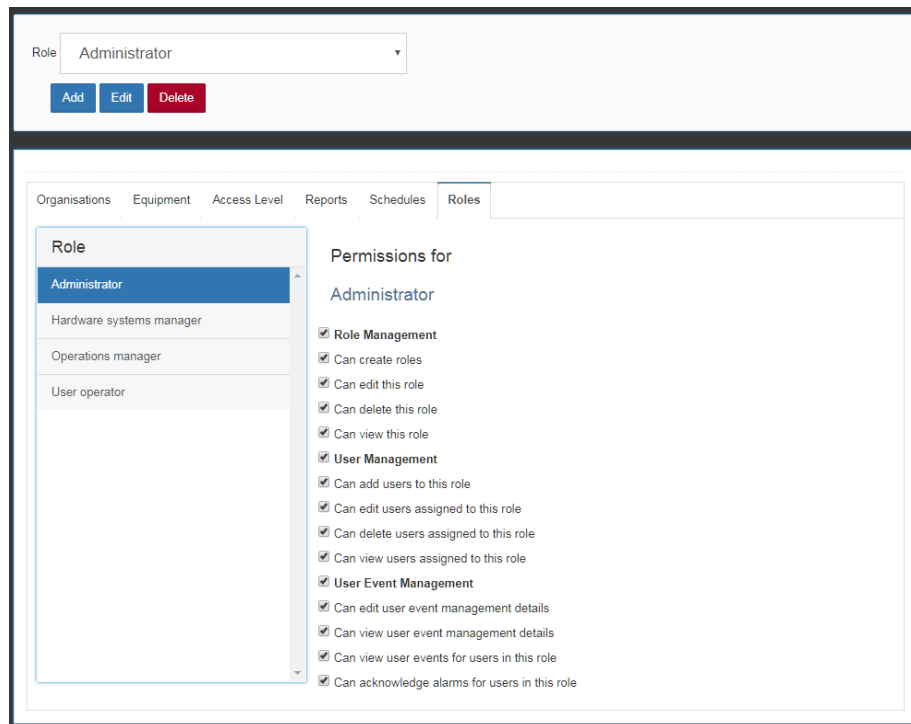 Role Administrator
Add Edit Delete
Organisations Equipment Access Level Reports Schedules Roles
Role
Administrator
Hardware systems manager
Operations manager
User operator
Permissions for
Administrator
Role Management
Can create roles
Can edit this role
Can delete this role
Can view this role
User Management
Can add users to this role
Can edit users assigned to this role
Can delete users assigned to this role
Can view users assigned to this role
User Event Management
Can edit user event management details
Can view user event management details
Can view user events for users in this role
Can acknowledge alarms for users in this role